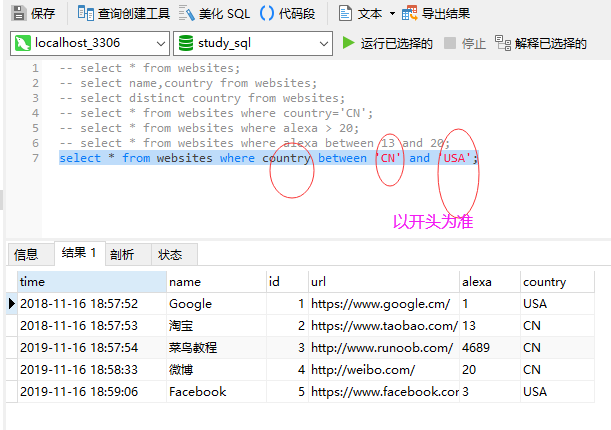 保存 查询创建工具 美化 SQL 代码段 文本 导出结果
localhost_3306 study_sql 运行已选择的 停止 解释已选择的
1 -- select * from websites;
2 -- select name,country from websites;
3 -- select distinct country from websites;
4 -- select * from websites where country='CN';
5 -- select * from websites where alexa > 20;
6 -- select * from websites where alexa between 13 and 20;
7 select * from websites where country between 'CN' and 'USA';
以开头为准
信息 结果 1 剖析 状态
time name id url alexa country
2018-11-16 18:57:52 Google 1 https://www.google.cm/ 1 USA
2018-11-16 18:57:53 淘宝 2 https://www.taobao.com/ 13 CN
2019-11-16 18:57:54 菜鸟教程 3 http://www.runoob.com/ 4689 CN
2019-11-16 18:58:33 微博 4 http://weibo.com/ 20 CN
2019-11-16 18:59:06 Facebook 5 https://www.facebook.com 3 USA